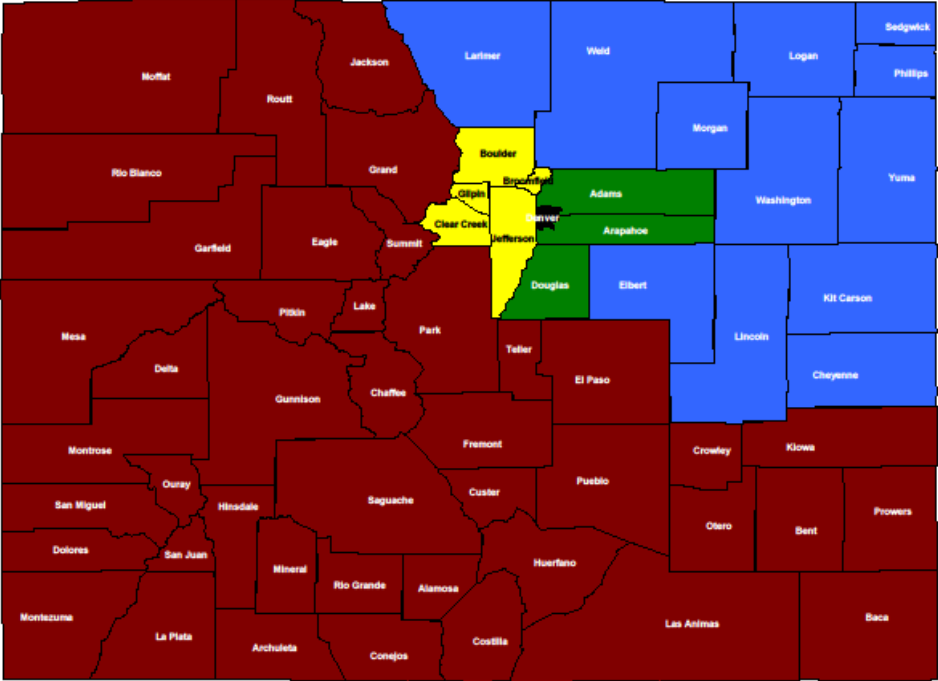 Sedgwick
Moffat
Jackson
Larimer
Weld
Logan
Phillips
Routt
Morgan
Rio Blanco
Grand
Boulder
Broomfield
Gilpin
Adams
Washington
Yuma
Denver
Clear Creek
Jefferson
Arapahoe
Garfield
Eagle
Summit
Douglas
Elbert
Kit Carson
Mesa
Pitkin
Lake
Park
Lincoln
Teller
Delta
El Paso
Cheyenne
Gunnison
Chaffee
Montrose
Fremont
Crowley
Kiowa
Ouray
Saguache
Custer
Pueblo
San Miguel
Hinsdale
Otero
Bent
Prowers
Dolores
San Juan
Mineral
Rio Grande
Alamosa
Huerfano
Montezuma
La Plata
Archuleta
Conejos
Costilla
Las Animas
Baca